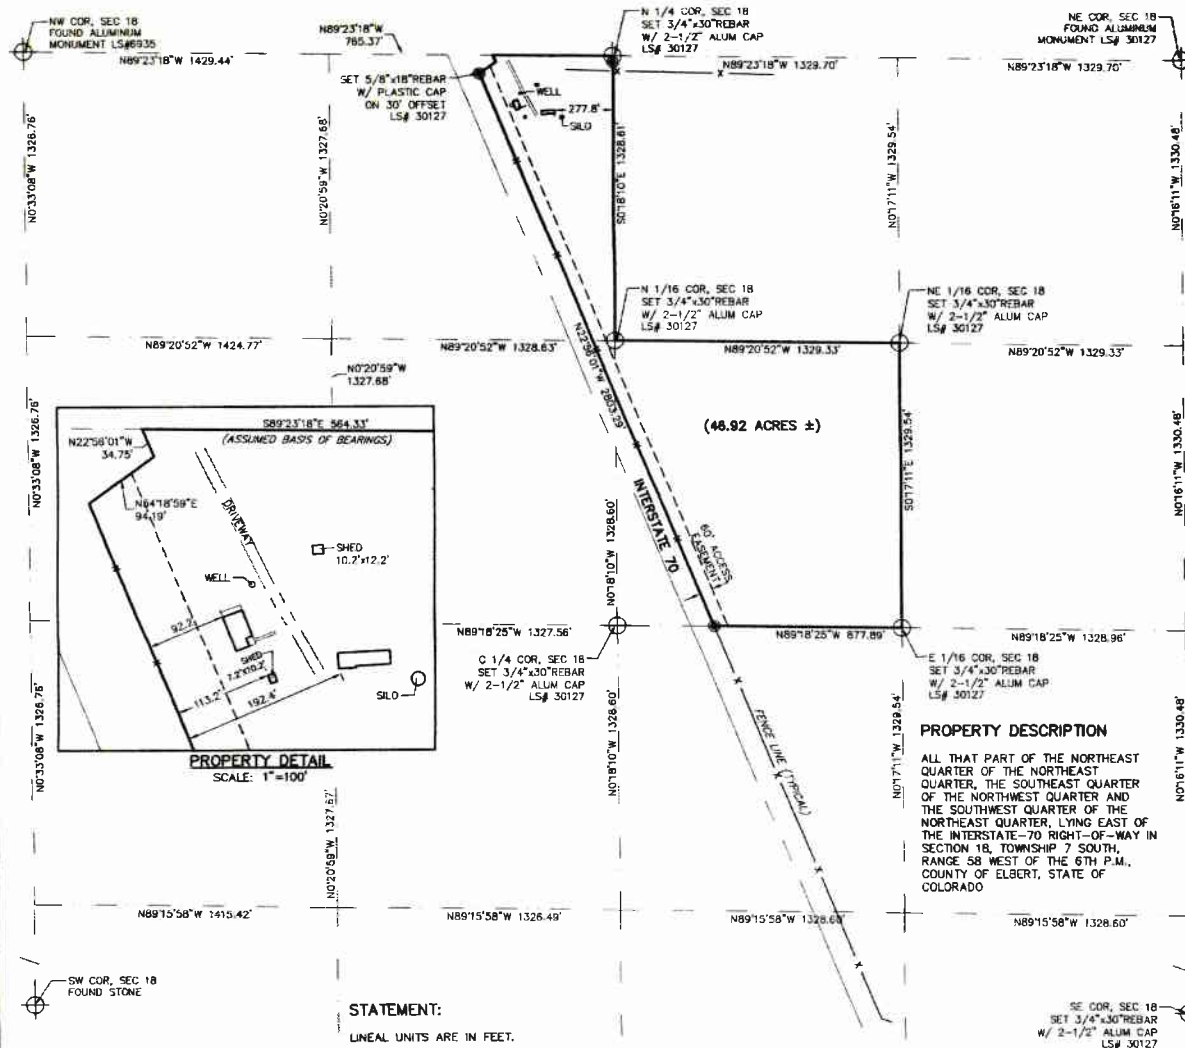 NW COR, SEC 18
FOUND ALUMINUM
MONUMENT LS#6935
N89°23'18"W 1429.44'
N89°23'18"W
765.37'
N 1/4 COR, SEC 18
SET 3/4"x30"REBAR
W/ 2-1/2" ALUM CAP
LS# 30127
N89°23'18"W 1329.70'
NE COR, SEC 18
FOUND ALUMINUM
MONUMENT LS# 30127
N89°23'18"W 1329.70'
SET 5/8"x18"REBAR
W/ PLASTIC CAP
ON 30' OFFSET
LS# 30127
WELL
277.8'
SILO
N0°33'08"W 1326.76'
N0°20'59"W 1327.68'
S0°18'10"E 1328.61'
N0°17'11"W 1329.54'
N0°16'11"W 1330.48'
N 1/16 COR, SEC 18
SET 3/4"x30"REBAR
W/ 2-1/2" ALUM CAP
LS# 30127
NE 1/16 COR, SEC 18
SET 3/4"x30"REBAR
W/ 2-1/2" ALUM CAP
LS# 30127
N89°20'52"W 1424.77'
N89°20'52"W 1328.63'
N89°20'52"W 1329.33'
N89°20'52"W 1329.33'
N0°20'59"W
1327.68'
N22°56'01"W 2803.29'
(46.92 ACRES ±)
N0°33'08"W 1326.76'
S0°17'11"E 1329.54'
N0°16'11"W 1330.48'
S89°23'18"E 564.33'
(ASSUMED BASIS OF BEARINGS)
N22°56'01"W
34.75'
N64°18'59"E
94.19'
DRIVEWAY
SHED
10.2'x12.2'
WELL
92.2'
SHED
7.2'x10.2'
113.2'
192.4'
SILO
PROPERTY DETAIL
SCALE: 1"=100'
INTERSTATE 70
60' ACCESS
EASEMENT
N0°18'10"W 1328.60'
N89°18'25"W 1327.56'
N89°18'25"W 877.89'
N89°18'25"W 1328.96'
C 1/4 COR, SEC 18
SET 3/4"x30"REBAR
W/ 2-1/2" ALUM CAP
LS# 30127
E 1/16 COR, SEC 18
SET 3/4"x30"REBAR
W/ 2-1/2" ALUM CAP
LS# 30127
N0°33'08"W 1326.76'
N0°20'59"W 1327.67'
N0°18'10"W 1328.60'
FENCE LINE (TYPICAL)
N0°17'11"W 1329.54'
N0°16'11"W 1330.48'
PROPERTY DESCRIPTION
ALL THAT PART OF THE NORTHEAST
QUARTER OF THE NORTHEAST
QUARTER, THE SOUTHEAST QUARTER
OF THE NORTHWEST QUARTER AND
THE SOUTHWEST QUARTER OF THE
NORTHEAST QUARTER, LYING EAST OF
THE INTERSTATE-70 RIGHT-OF-WAY IN
SECTION 18, TOWNSHIP 7 SOUTH,
RANGE 58 WEST OF THE 6TH P.M.,
COUNTY OF ELBERT, STATE OF
COLORADO
N89°15'58"W 1415.42'
N89°15'58"W 1326.49'
N89°15'58"W 1328.60'
N89°15'58"W 1328.60'
SW COR, SEC 18
FOUND STONE
STATEMENT:
LINEAL UNITS ARE IN FEET.
SE COR, SEC 18
SET 3/4"x30"REBAR
W/ 2-1/2" ALUM CAP
LS# 30127